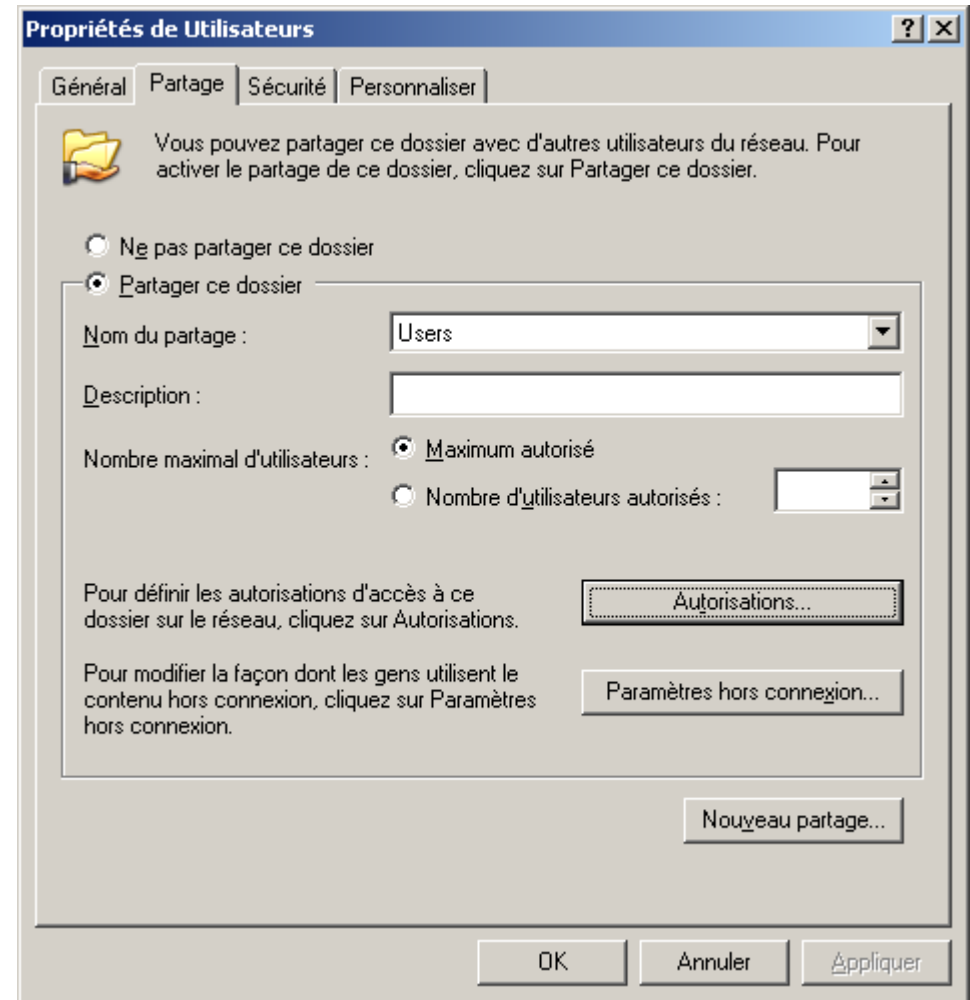 Propriétés de Utilisateurs
Général Partage Sécurité Personnaliser
Vous pouvez partager ce dossier avec d'autres utilisateurs du réseau. Pour
activer le partage de ce dossier, cliquez sur Partager ce dossier.
Ne pas partager ce dossier
Partager ce dossier
Nom du partage : Users
Description :
Nombre maximal d'utilisateurs : Maximum autorisé
Nombre d'utilisateurs autorisés :
Pour définir les autorisations d'accès à ce
dossier sur le réseau, cliquez sur Autorisations.
Autorisations...
Pour modifier la façon dont les gens utilisent le
contenu hors connexion, cliquez sur Paramètres
hors connexion.
Paramètres hors connexion...
Nouveau partage...
OK Annuler Appliquer